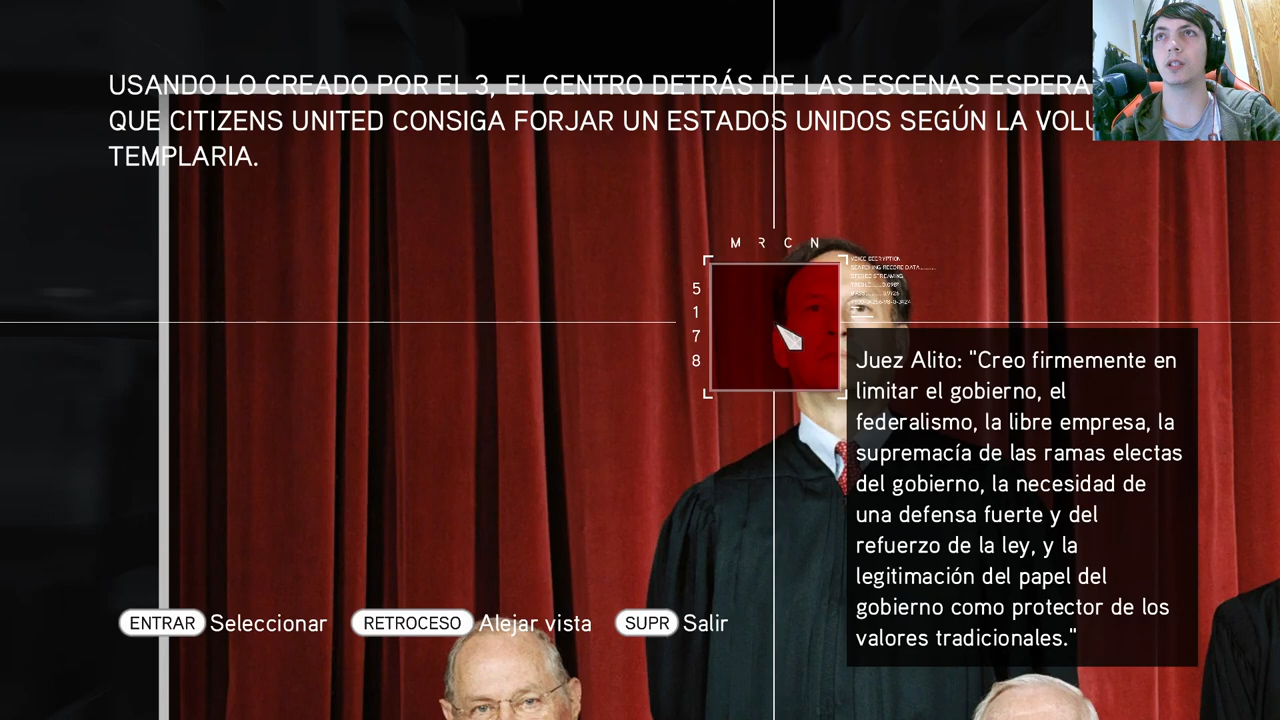 USANDO LO CREADO POR EL 3, EL CENTRO DETRÁS DE LAS ESCENAS ESPERA
QUE CITIZENS UNITED CONSIGA FORJAR UN ESTADOS UNIDOS SEGÚN LA
TEMPLARIA.
M R C N
5
1
7
8
VOICE DECRYPTION
Juez Alito: "Creo firmemente en
limitar el gobierno, el
federalismo, la libre empresa, la
supremacía de las ramas electas
del gobierno, la necesidad de
una defensa fuerte y del
refuerzo de la ley, y la
legitimación del papel del
gobierno como protector de los
valores tradicionales."
ENTRAR Seleccionar RETROCESO Alejar vista SUPR Salir